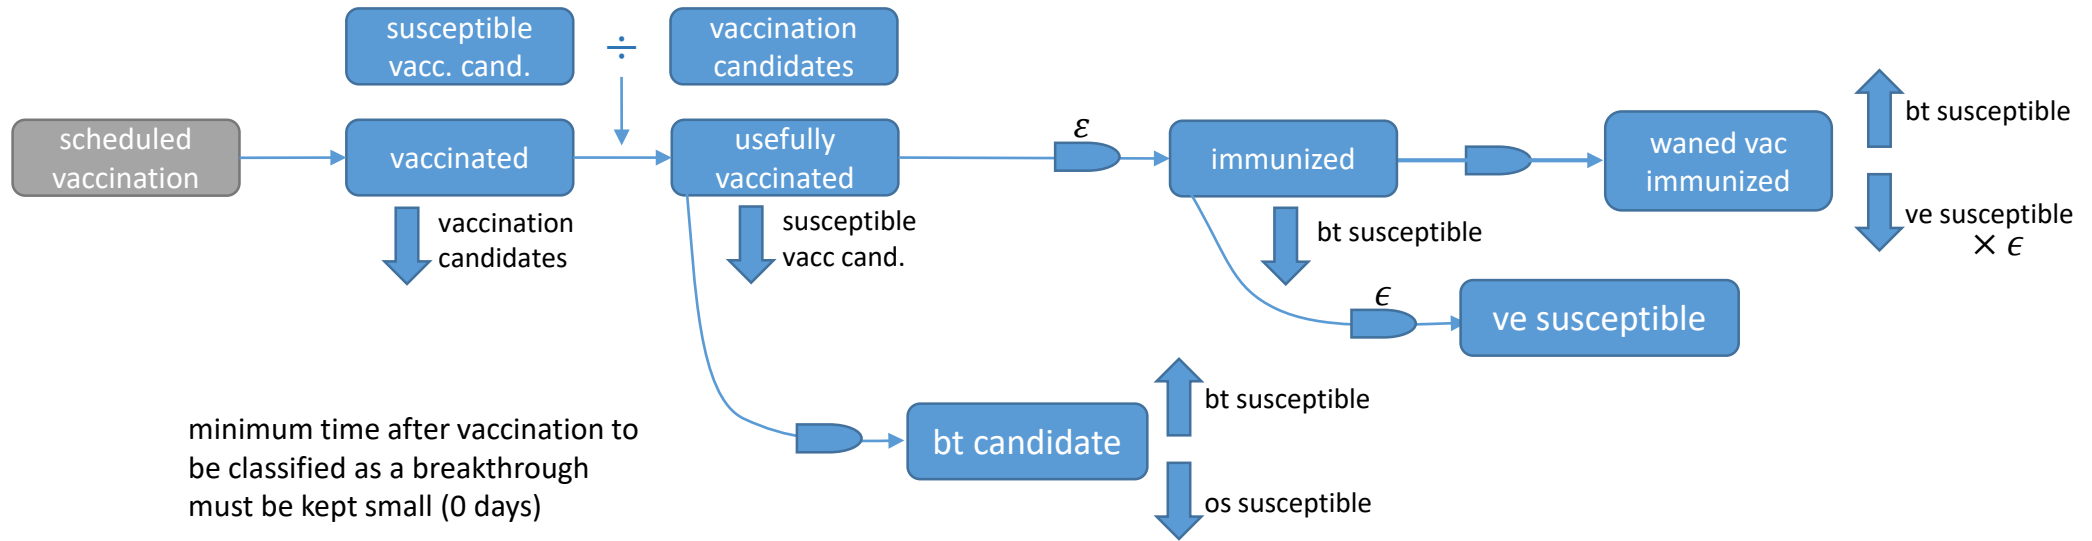 susceptible
vacc. cand.
÷
vaccination
candidates
scheduled
vaccination
vaccinated
usefully
vaccinated
ε
immunized
waned vac
immunized
bt susceptible
ve susceptible
× ϵ
vaccination
candidates
susceptible
vacc cand.
bt susceptible
ϵ
ve susceptible
bt candidate
bt susceptible
os susceptible
minimum time after vaccination to
be classified as a breakthrough
must be kept small (0 days)